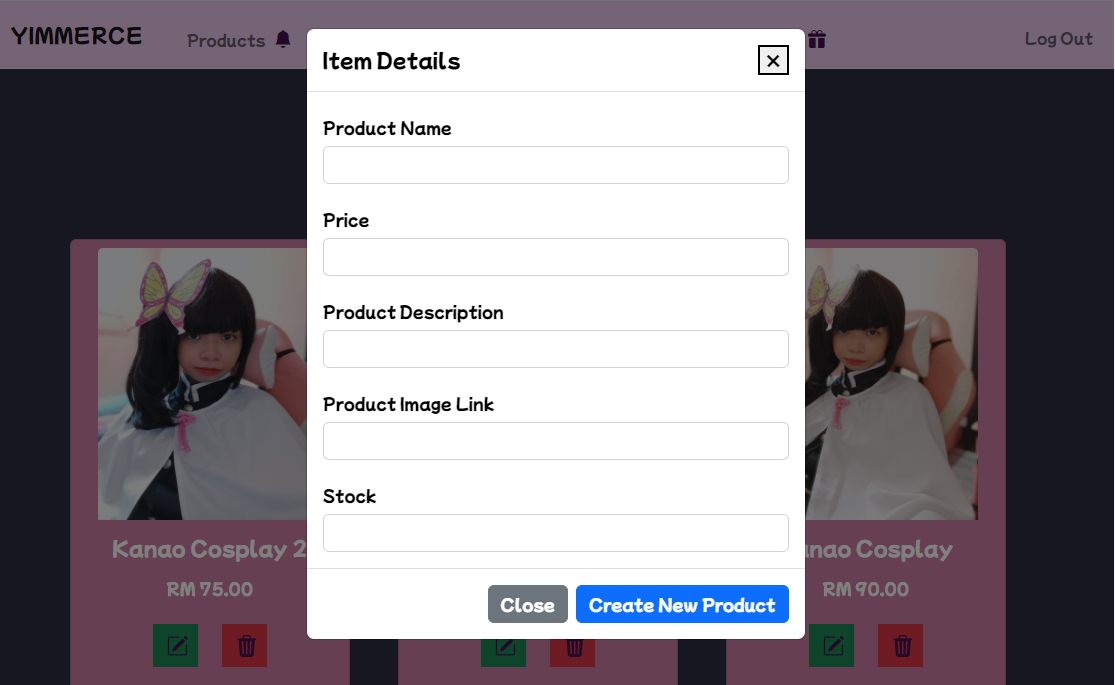 YIMMERCE
Products
Log Out
Item Details
Product Name
Price
Product Description
Product Image Link
Stock
Close
Create New Product
Kanao Cosplay 2
RM 75.00
anao Cosplay
RM 90.00